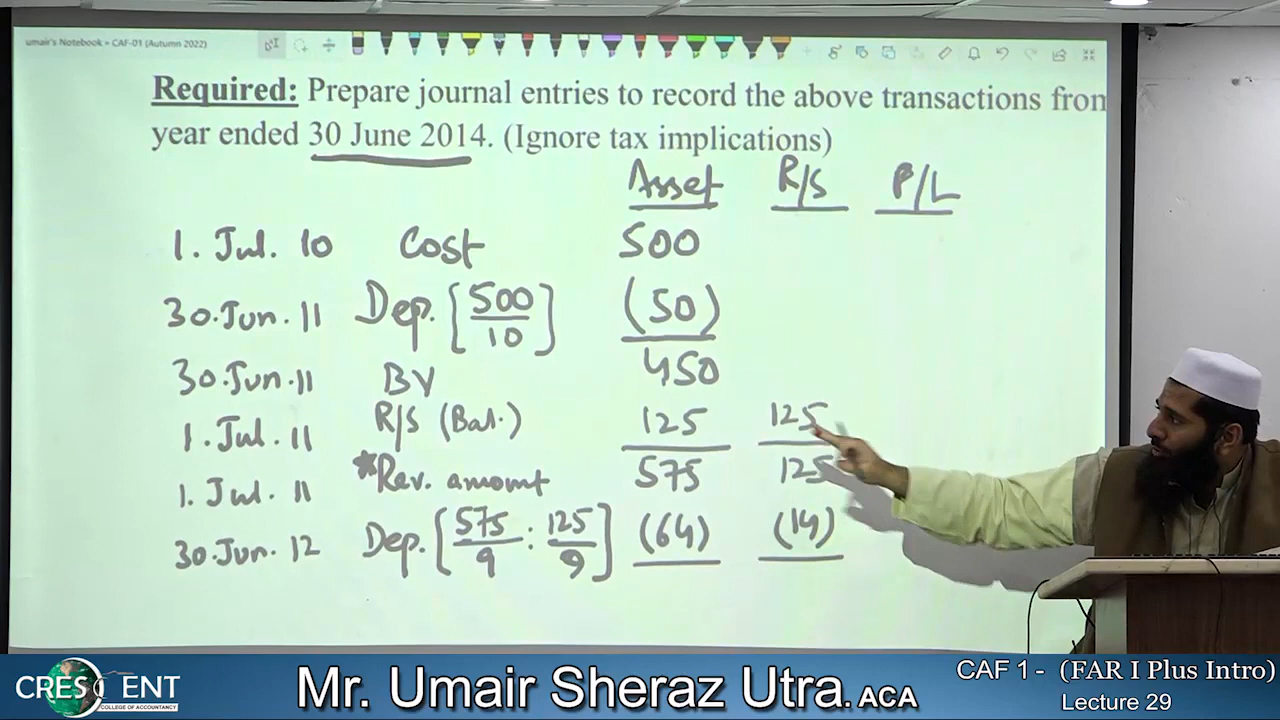 umair's Notebook » CAF-01 (Autumn 2022)
Required: Prepare journal entries to record the above transactions from
year ended 30 June 2014. (Ignore tax implications)
Asset R/S P/L
1. Jul. 10 Cost 500
30. Jun. 11 Dep. [500/10] (50)
30. Jun. 11 BV 450
1. Jul. 11 R/S (Bal.) 125 125
1. Jul. 11 *Rev. amount 575 125
30. Jun. 12 Dep. [575/9 : 125/9] (64) (14)
CRESCENT
COLLEGE OF ACCOUNTANCY
Mr. Umair Sheraz Utra. ACA
CAF 1 - (FAR I Plus Intro)
Lecture 29